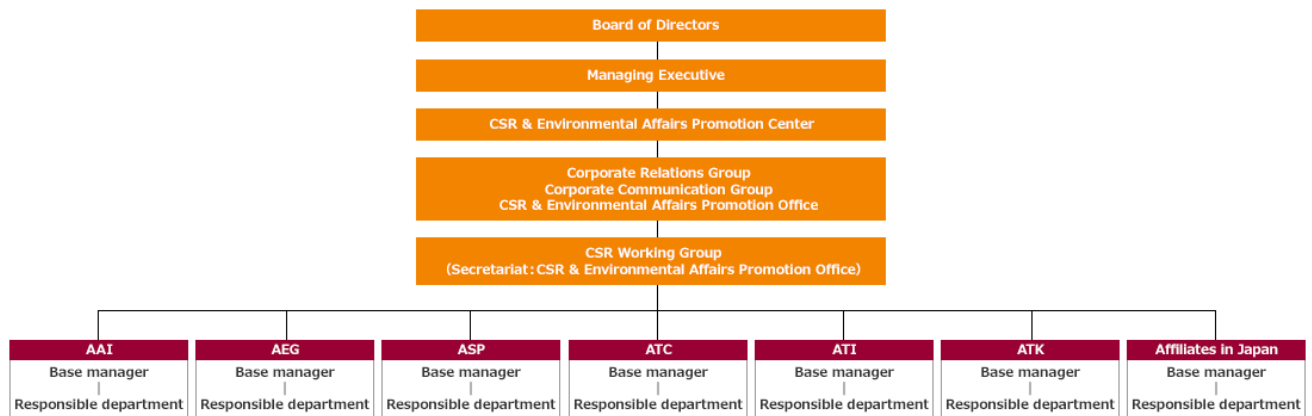 Board of Directors
Managing Executive
CSR & Environmental Affairs Promotion Center
Corporate Relations Group
Corporate Communication Group
CSR & Environmental Affairs Promotion Office
CSR Working Group
(Secretariat:CSR & Environmental Affairs Promotion Office)
AAI AEG ASP ATC ATI ATK Affiliates in Japan
Base manager Base manager Base manager Base manager Base manager Base manager Base manager
Responsible department Responsible department Responsible department Responsible department Responsible department Responsible department Responsible department